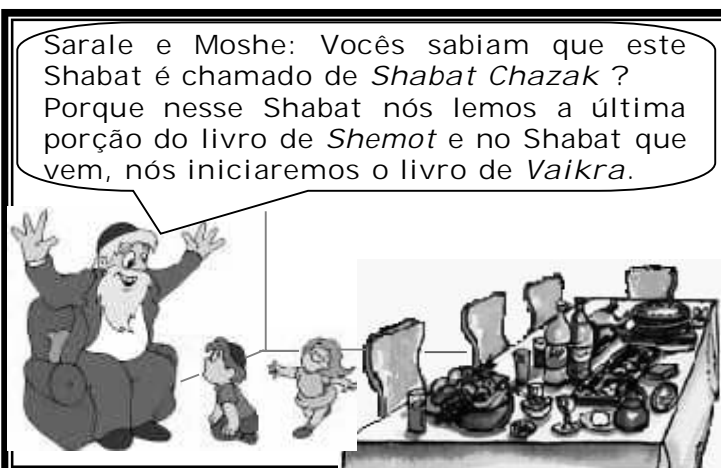 Sarale e Moshe: Vocês sabiam que este
Shabat é chamado de Shabat Chazak ?
Porque nesse Shabat nós lemos a última
porção do livro de Shemot e no Shabat que
vem, nós iniciaremos o livro de Vaikra.